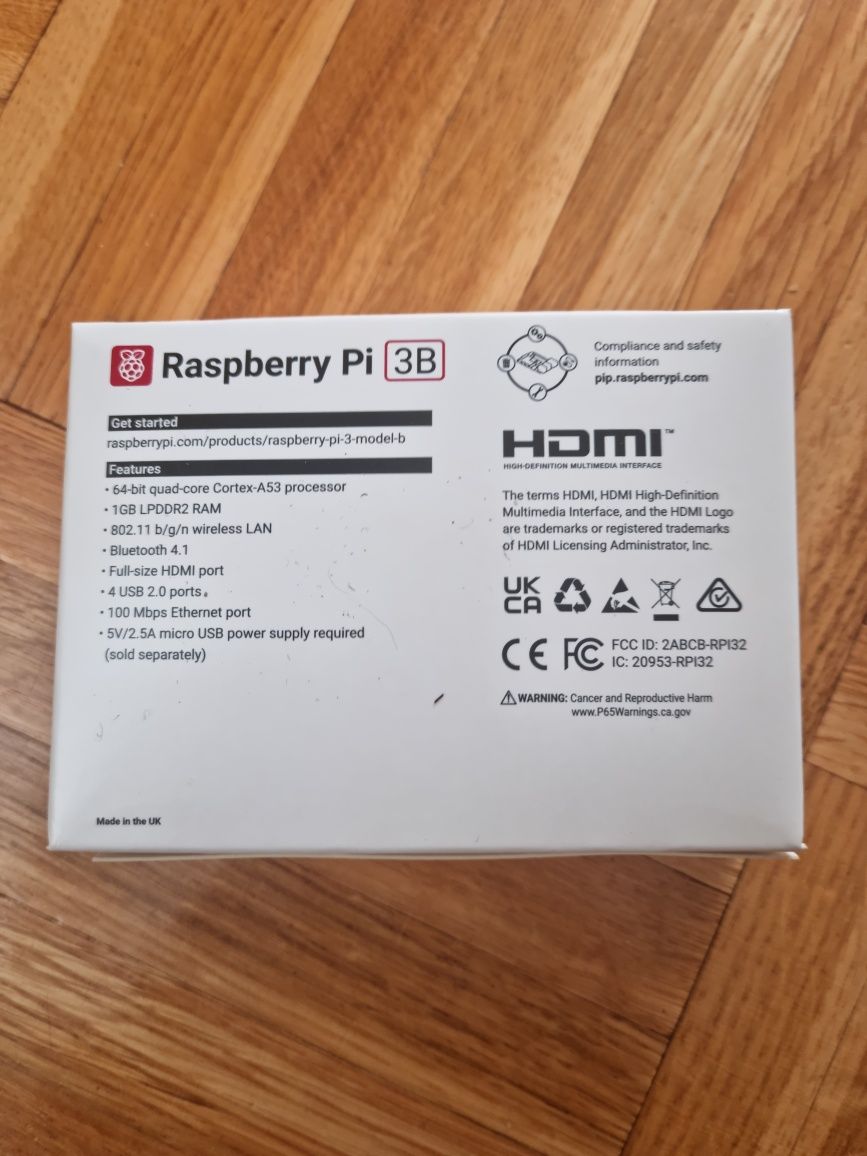 Raspberry Pi 3B
Get started
raspberrypi.com/products/raspberry-pi-3-model-b
Features
• 64-bit quad-core Cortex-A53 processor
• 1GB LPDDR2 RAM
• 802.11 b/g/n wireless LAN
• Bluetooth 4.1
• Full-size HDMI port
• 4 USB 2.0 ports
• 100 Mbps Ethernet port
• 5V/2.5A micro USB power supply required
(sold separately)
Made in the UK
Compliance and safety
information
pip.raspberrypi.com
HDMI™
HIGH-DEFINITION MULTIMEDIA INTERFACE
The terms HDMI, HDMI High-Definition
Multimedia Interface, and the HDMI Logo
are trademarks or registered trademarks
of HDMI Licensing Administrator, Inc.
UK
CA
CE FC FCC ID: 2ABCB-RPI32
IC: 20953-RPI32
WARNING: Cancer and Reproductive Harm
www.P65Warnings.ca.gov